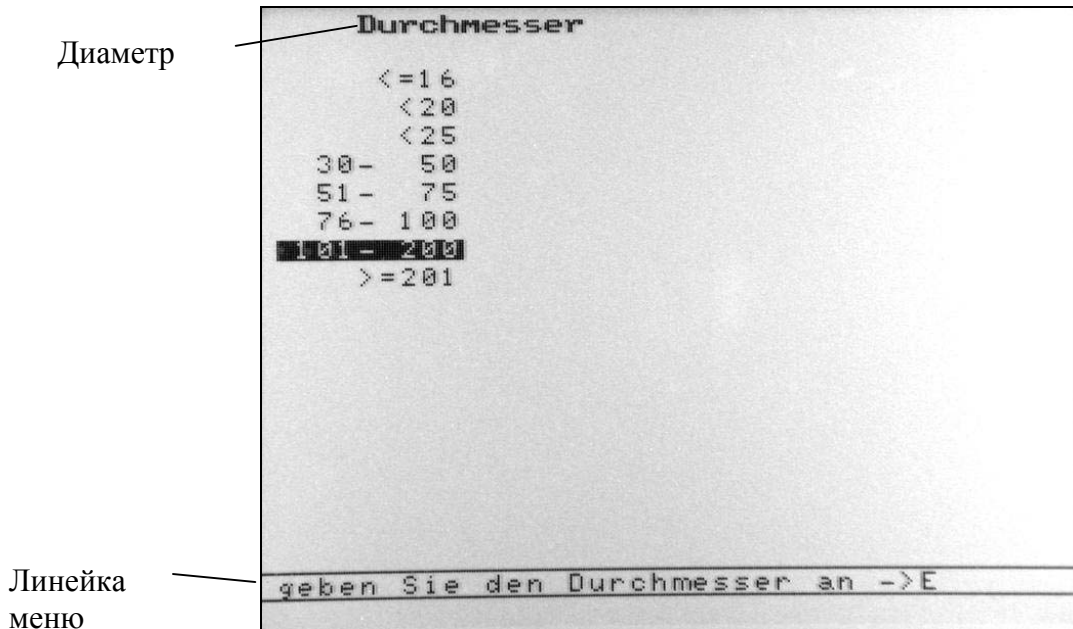 Durchmesser
Диаметр
<=16
<20
<25
30- 50
51- 75
76- 100
101- 200
>=201
Линейка
меню
geben Sie den Durchmesser an ->E